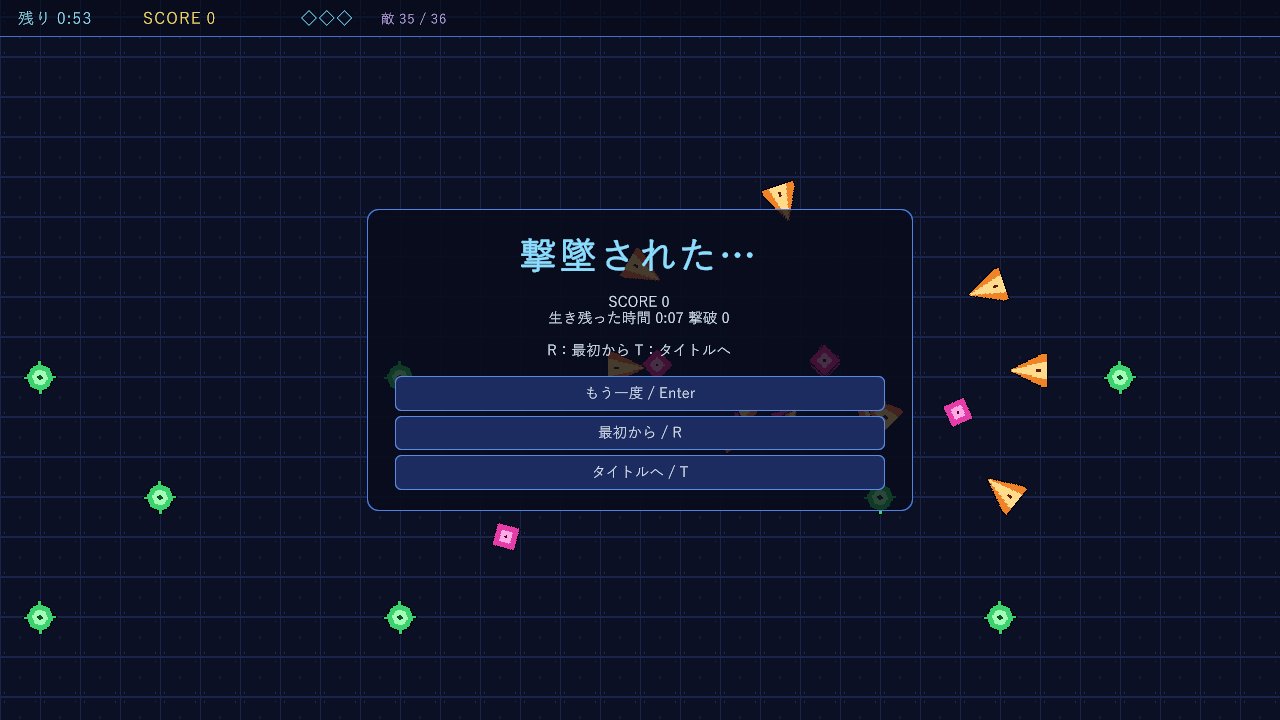 残り 0:53 SCORE 0 ◇◇◇ 敵 35 / 36
撃墜された…
SCORE 0
生き残った時間 0:07 撃破 0
R：最初から T：タイトルへ
もう一度 / Enter
最初から / R
タイトルへ / T